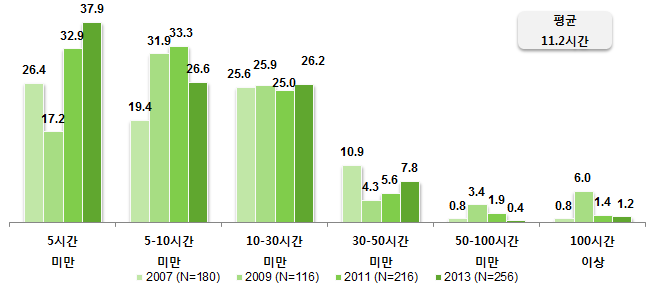 평균
11.2시간
26.4 17.2 32.9 37.9
19.4 31.9 33.3 26.6
25.6 25.9 25.0 26.2
10.9 4.3 5.6 7.8
0.8 3.4 1.9 0.4
0.8 6.0 1.4 1.2
5시간 미만
5-10시간 미만
10-30시간 미만
30-50시간 미만
50-100시간 미만
100시간 이상
2007 (N=180) 2009 (N=116) 2011 (N=216) 2013 (N=256)